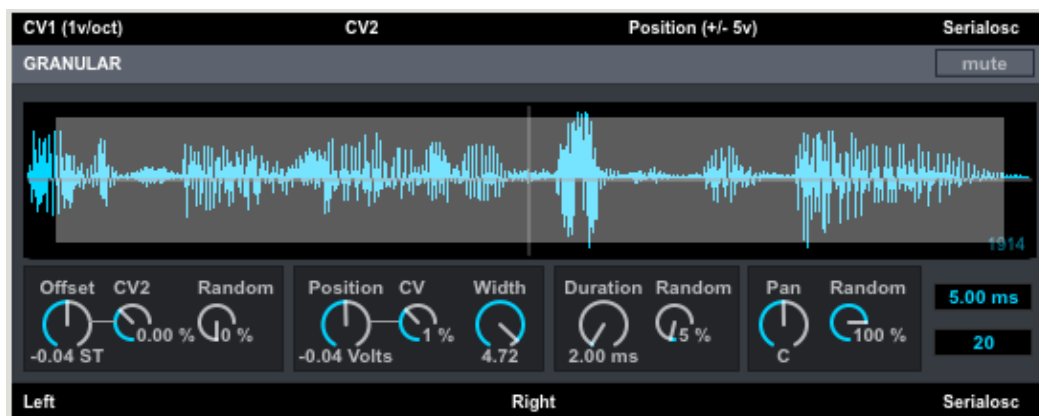 CV1 (1v/oct) CV2 Position (+/- 5v) Serialosc
GRANULAR mute
1914
Offset CV2 Random Position CV Width Duration Random Pan Random
5.00 ms
0.00 % 0 % 1 % 5 % 100 %
-0.04 ST -0.04 Volts 4.72 2.00 ms C 20
Left Right Serialosc